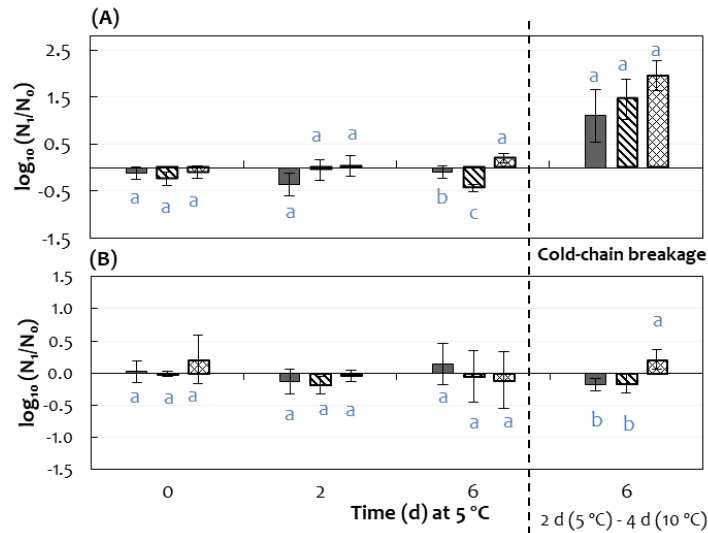 (A)
2.5
1.5
0.5
-0.5
-1.5
log₁₀ (N₁/N₀)
a a a
a a a
b c a
a a a
Cold-chain breakage
(B)
1.5
1.0
0.5
0.0
-0.5
-1.0
-1.5
log₁₀ (N₁/N₀)
a a a
a a a
a a a
b b a
0 2 6 6
Time (d) at 5 °C
2 d (5 °C) - 4 d (10 °C)